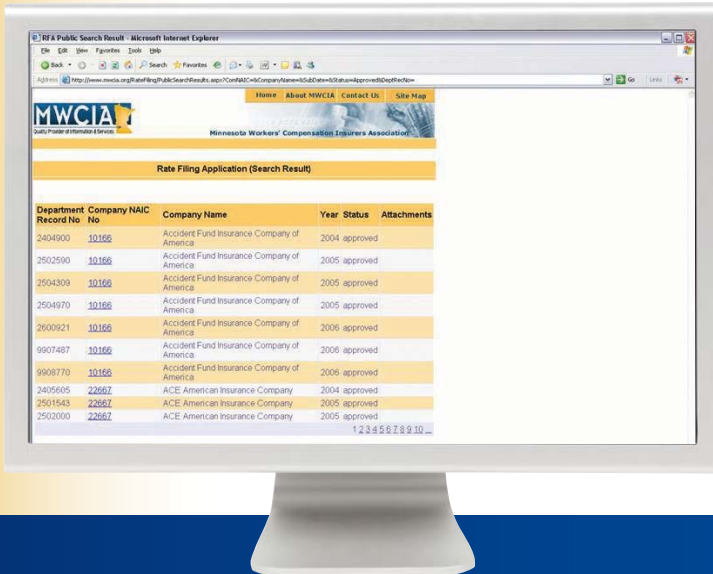 RFA Public Search Result - Microsoft Internet Explorer
File Edit View Favorites Tools Help
Back Search Favorites
Address http://www.mwcia.org/RateFiling/PublicSearchResults.aspx?ComNAIC=&CompanyName=&SubDate=&Status=Approved&DeptRecNo= Go Links
Home About MWCIA Contact Us Site Map
MWCIA
Quality Provider of Information & Services
Minnesota Workers' Compensation Insurers Association
Rate Filing Application (Search Result)
Department Record No Company NAIC No Company Name Year Status Attachments
2404900 10166 Accident Fund Insurance Company of America 2004 approved
2502590 10166 Accident Fund Insurance Company of America 2005 approved
2504309 10166 Accident Fund Insurance Company of America 2005 approved
2504970 10166 Accident Fund Insurance Company of America 2005 approved
2600921 10166 Accident Fund Insurance Company of America 2006 approved
9907487 10166 Accident Fund Insurance Company of America 2006 approved
9908770 10166 Accident Fund Insurance Company of America 2006 approved
2405605 22667 ACE American Insurance Company 2004 approved
2501543 22667 ACE American Insurance Company 2005 approved
2502000 22667 ACE American Insurance Company 2005 approved
1 2 3 4 5 6 7 8 9 10 ...